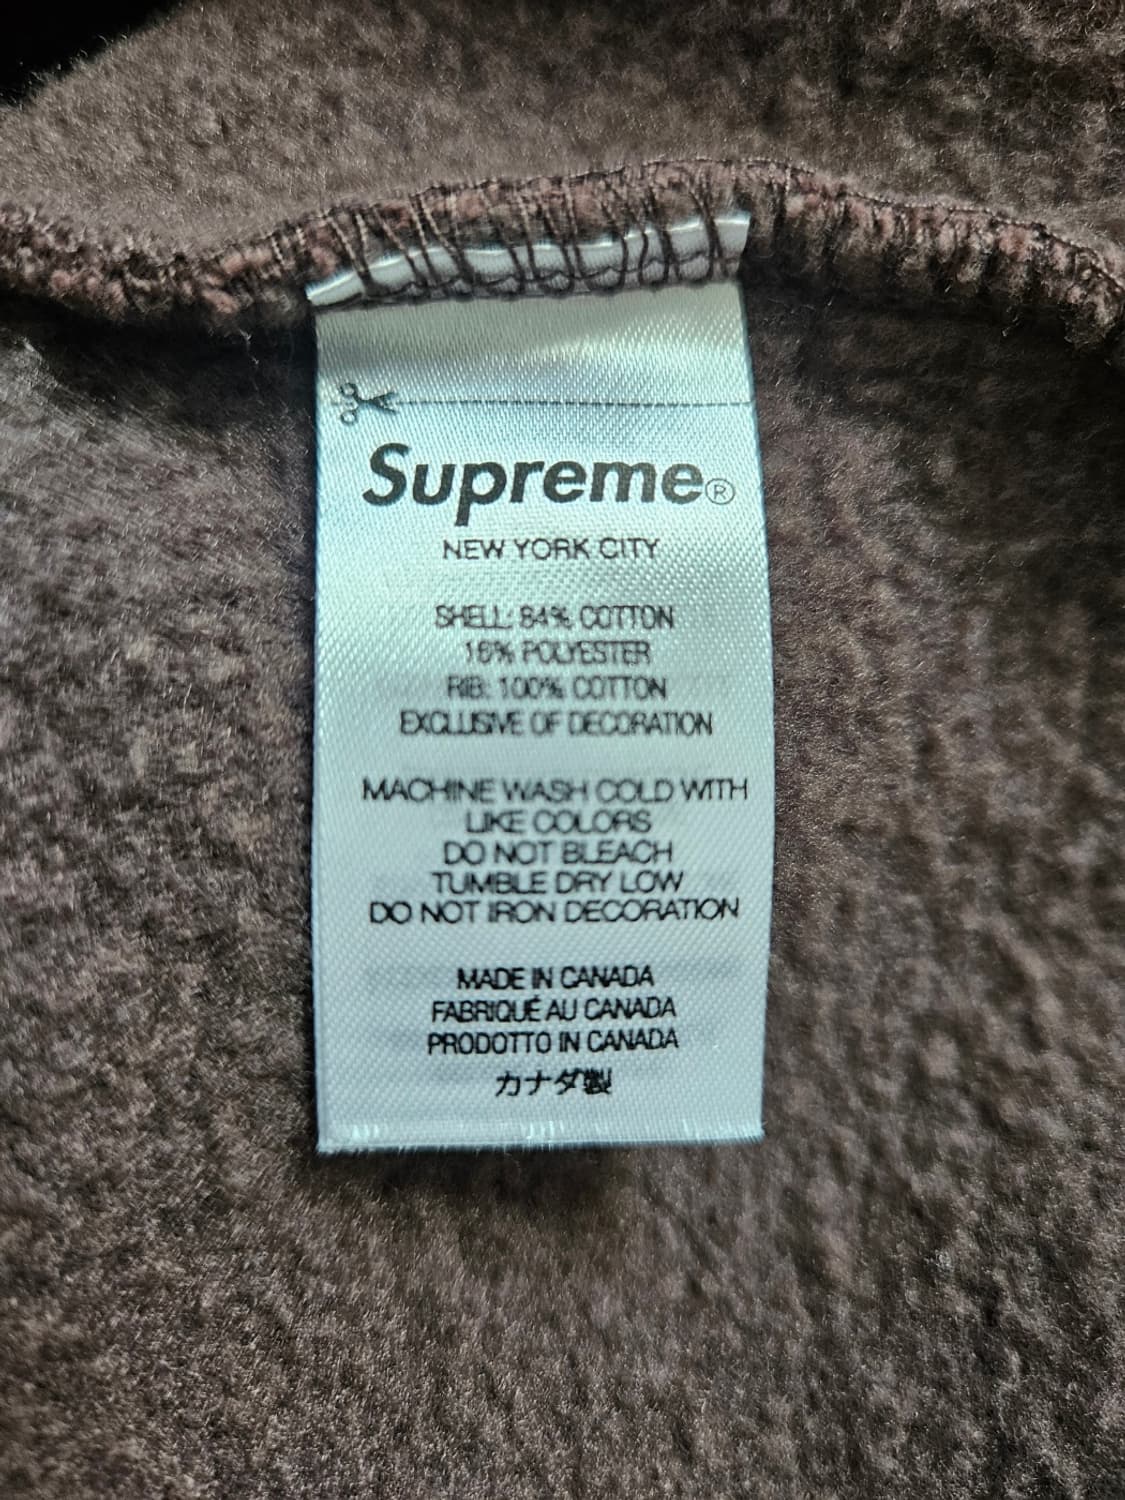 Supreme®
NEW YORK CITY
SHELL: 84% COTTON
16% POLYESTER
RIB: 100% COTTON
EXCLUSIVE OF DECORATION
MACHINE WASH COLD WITH
LIKE COLORS
DO NOT BLEACH
TUMBLE DRY LOW
DO NOT IRON DECORATION
MADE IN CANADA
FABRIQUÉ AU CANADA
PRODOTTO IN CANADA
カナダ製